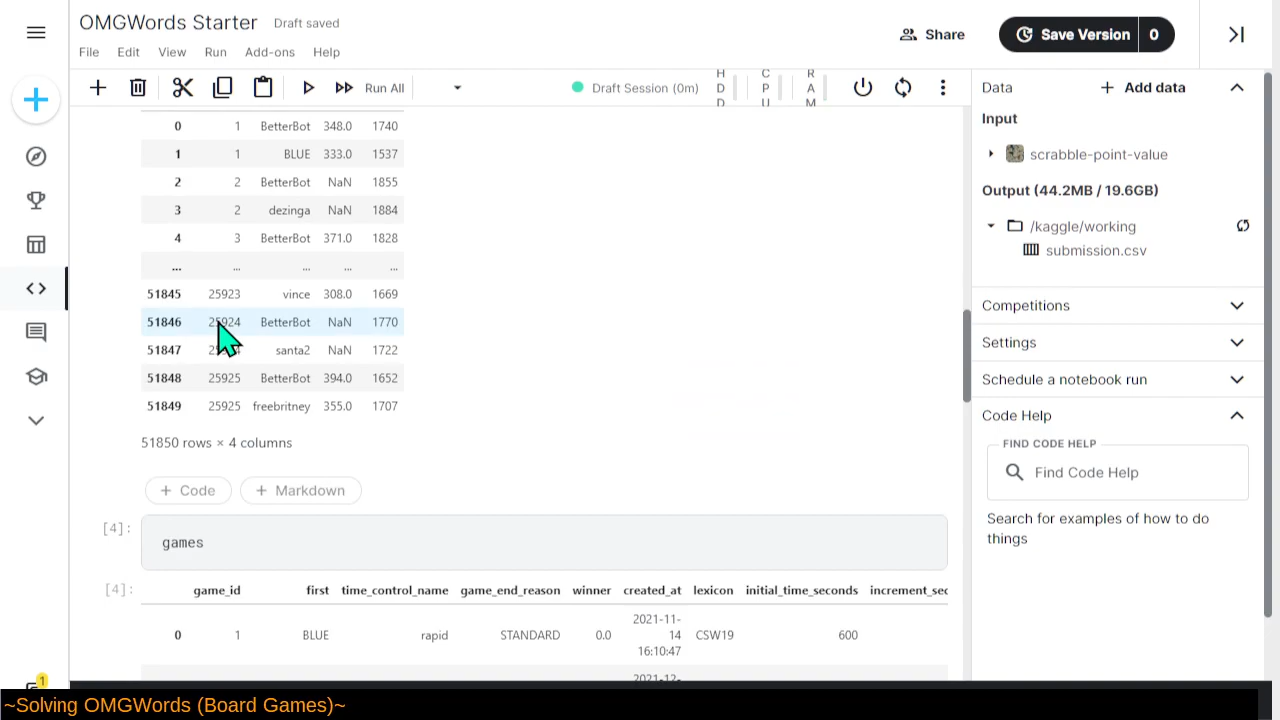 OMGWords Starter
Draft saved
Share
Save Version
0
File
Edit
View
Run
Add-ons
Help
Run All
Draft Session (0m)
HDD
CPU
RAM
Data
Add data
Input
scrabble-point-value
Output (44.2MB / 19.6GB)
/kaggle/working
submission.csv
Competitions
Settings
Schedule a notebook run
Code Help
FIND CODE HELP
Find Code Help
Search for examples of how to do
things
0 1 BetterBot 348.0 1740
1 1 BLUE 333.0 1537
2 2 BetterBot NaN 1855
3 2 dezinga NaN 1884
4 3 BetterBot 371.0 1828
... ... ... ... ...
51845 25923 vince 308.0 1669
51846 25924 BetterBot NaN 1770
51847 santa2 NaN 1722
51848 25925 BetterBot 394.0 1652
51849 25925 freebritney 355.0 1707
51850 rows × 4 columns
+ Code
+ Markdown
[4]:
games
[4]:
game_id first time_control_name game_end_reason winner created_at lexicon initial_time_seconds increment_sec
0 1 BLUE rapid STANDARD 0.0 2021-11-14 16:10:47 CSW19 600
2021-12-
1
~Solving OMGWords (Board Games)~